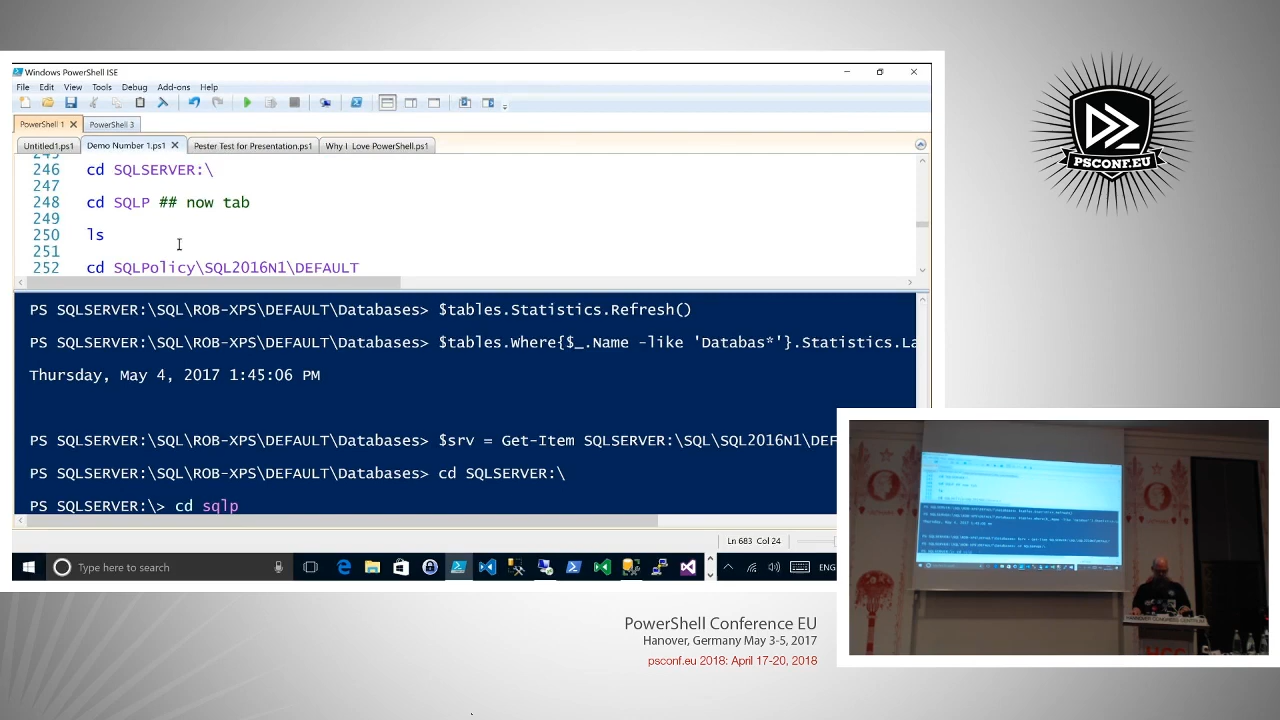 Windows PowerShell ISE
File Edit View Tools Debug Add-ons Help
PowerShell 1 PowerShell 3
Untitled1.ps1 Demo Number 1.ps1 Pester Test for Presentation.ps1 Why I Love PowerShell.ps1
245
246 cd SQLSERVER:\
247
248 cd SQLP ## now tab
249
250 ls
251
252 cd SQLPolicy\SQL2016N1\DEFAULT
PS SQLSERVER:\SQL\ROB-XPS\DEFAULT\Databases> $tables.Statistics.Refresh()
PS SQLSERVER:\SQL\ROB-XPS\DEFAULT\Databases> $tables.Where{$_.Name -like 'Databas*'}.Statistics.La
Thursday, May 4, 2017 1:45:06 PM
PS SQLSERVER:\SQL\ROB-XPS\DEFAULT\Databases> $srv = Get-Item SQLSERVER:\SQL\SQL2016N1\DEF
PS SQLSERVER:\SQL\ROB-XPS\DEFAULT\Databases> cd SQLSERVER:\
PS SQLSERVER:\> cd sqlp
Ln 683 Col 24
Type here to search
ENG
PSCONF.EU
PowerShell Conference EU
Hanover, Germany May 3-5, 2017
psconf.eu 2018: April 17-20, 2018
HANNOVER CONGRESS CENTRUM
HCC